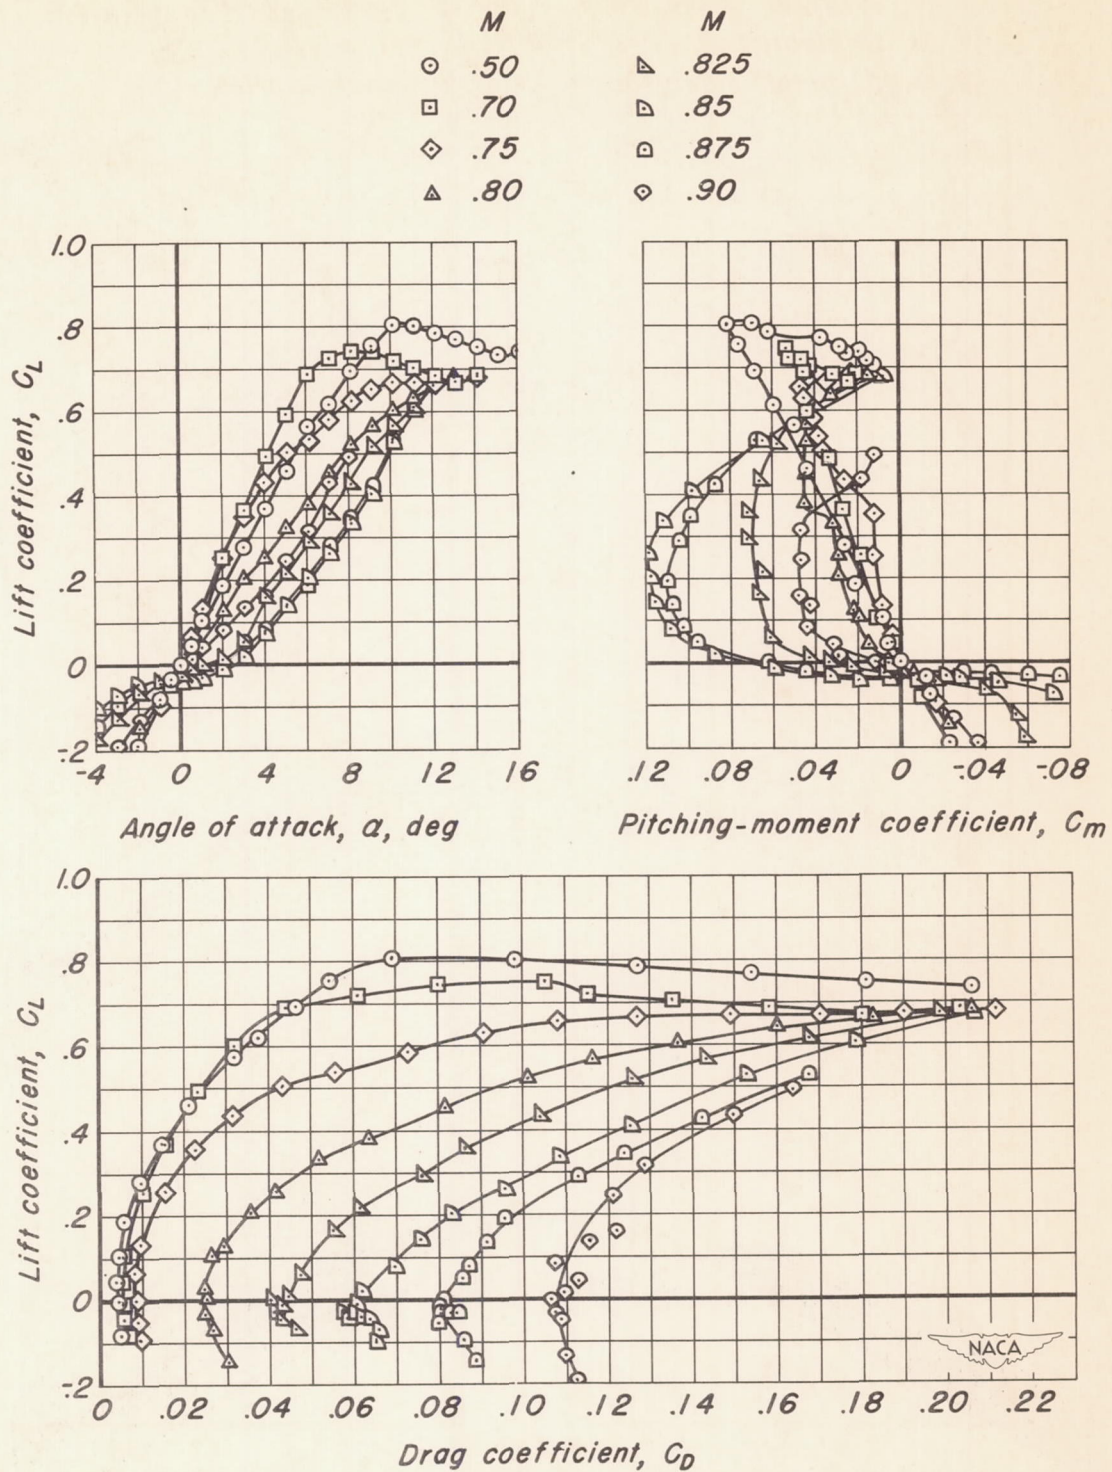 M M
.50 .825
.70 .85
.75 .875
.80 .90
1.0
.8
.6
.4
.2
0
-.2
Lift coefficient, CL
-4 0 4 8 12 16
Angle of attack, α, deg
.12 .08 .04 0 -.04 -.08
Pitching-moment coefficient, Cm
1.0
.8
.6
.4
.2
0
-.2
Lift coefficient, CL
0 .02 .04 .06 .08 .10 .12 .14 .16 .18 .20 .22
Drag coefficient, CD
NACA